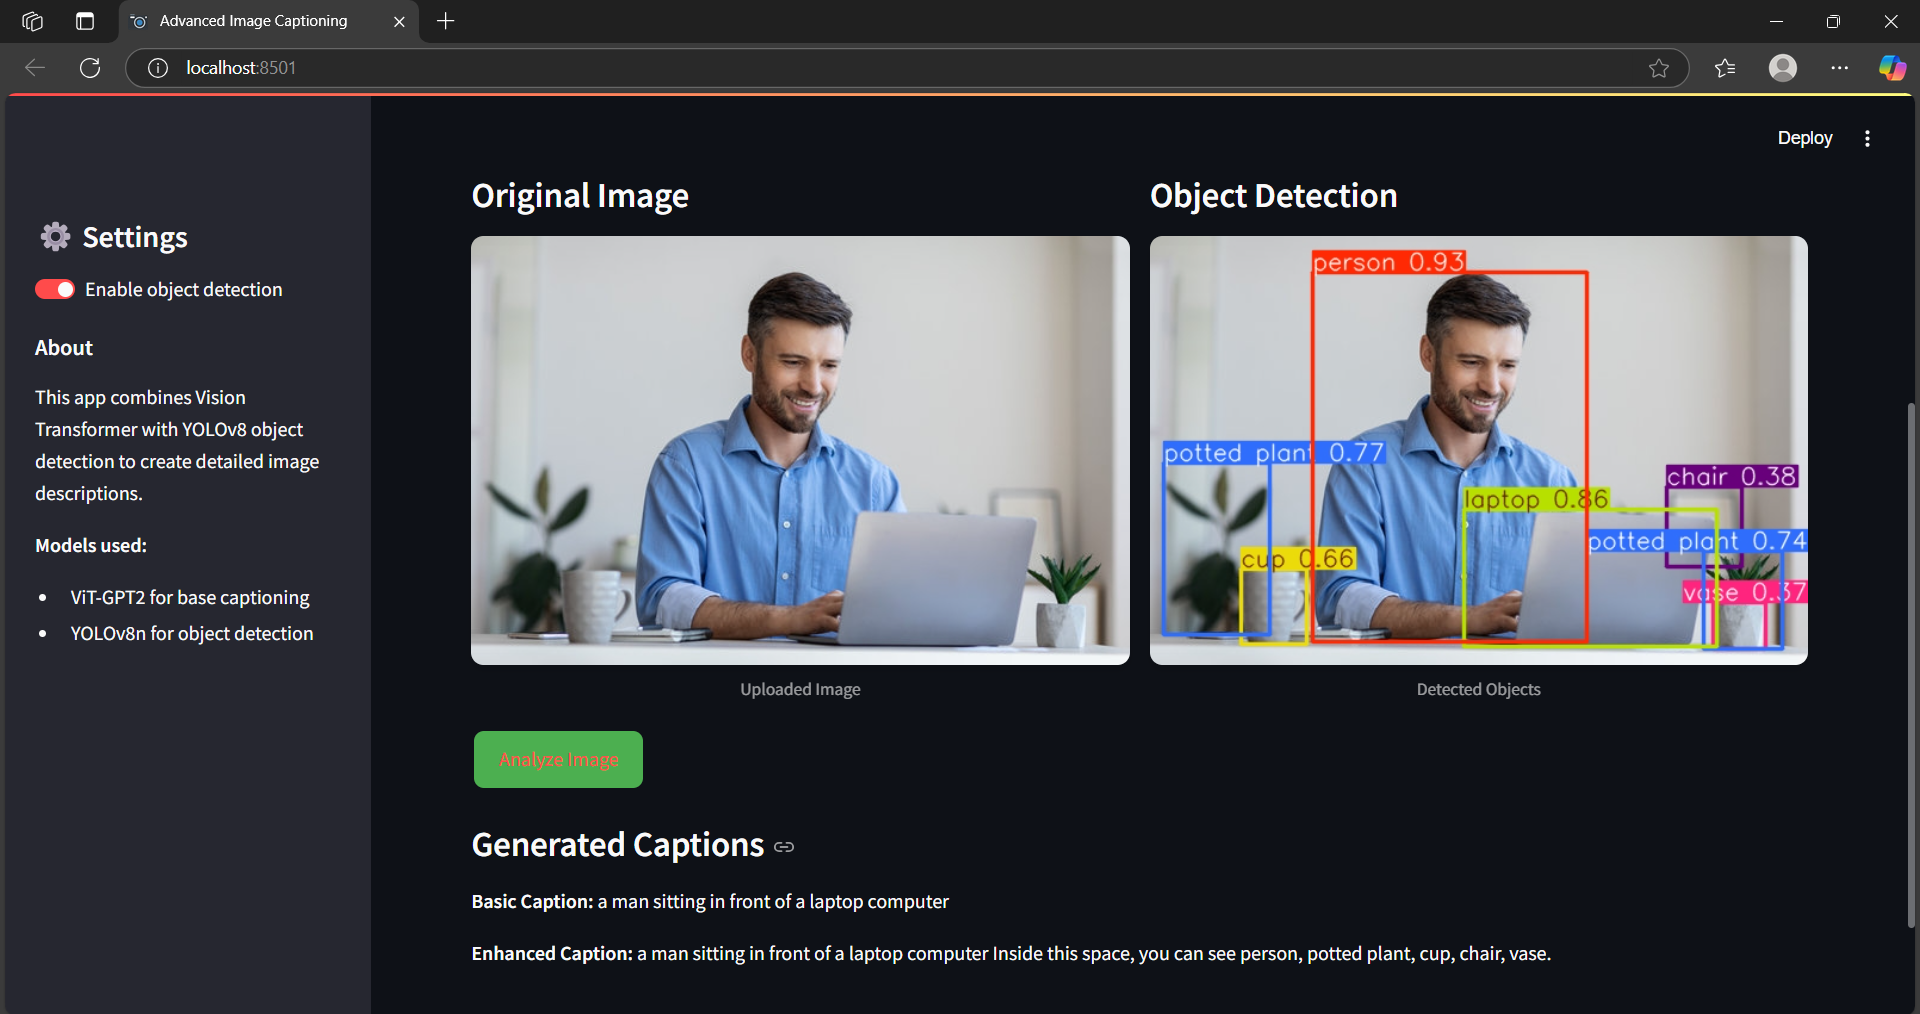 Advanced Image Captioning
localhost:8501
Deploy
Settings
Enable object detection
About
This app combines Vision
Transformer with YOLOv8 object
detection to create detailed image
descriptions.
Models used:
• ViT-GPT2 for base captioning
• YOLOv8n for object detection
Original Image
Uploaded Image
Object Detection
person 0.93
potted plant 0.77
chair 0.38
laptop 0.86
potted plant 0.74
cup 0.66
vase 0.37
Detected Objects
Analyze Image
Generated Captions
Basic Caption: a man sitting in front of a laptop computer
Enhanced Caption: a man sitting in front of a laptop computer Inside this space, you can see person, potted plant, cup, chair, vase.